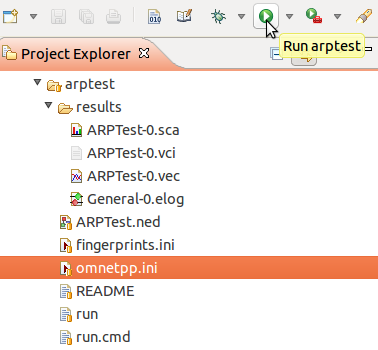 010
Run arptest
Project Explorer
arptest
results
ARPTest-0.sca
ARPTest-0.vci
ARPTest-0.vec
General-0.elog
ARPTest.ned
fingerprints.ini
omnetpp.ini
README
run
run.cmd